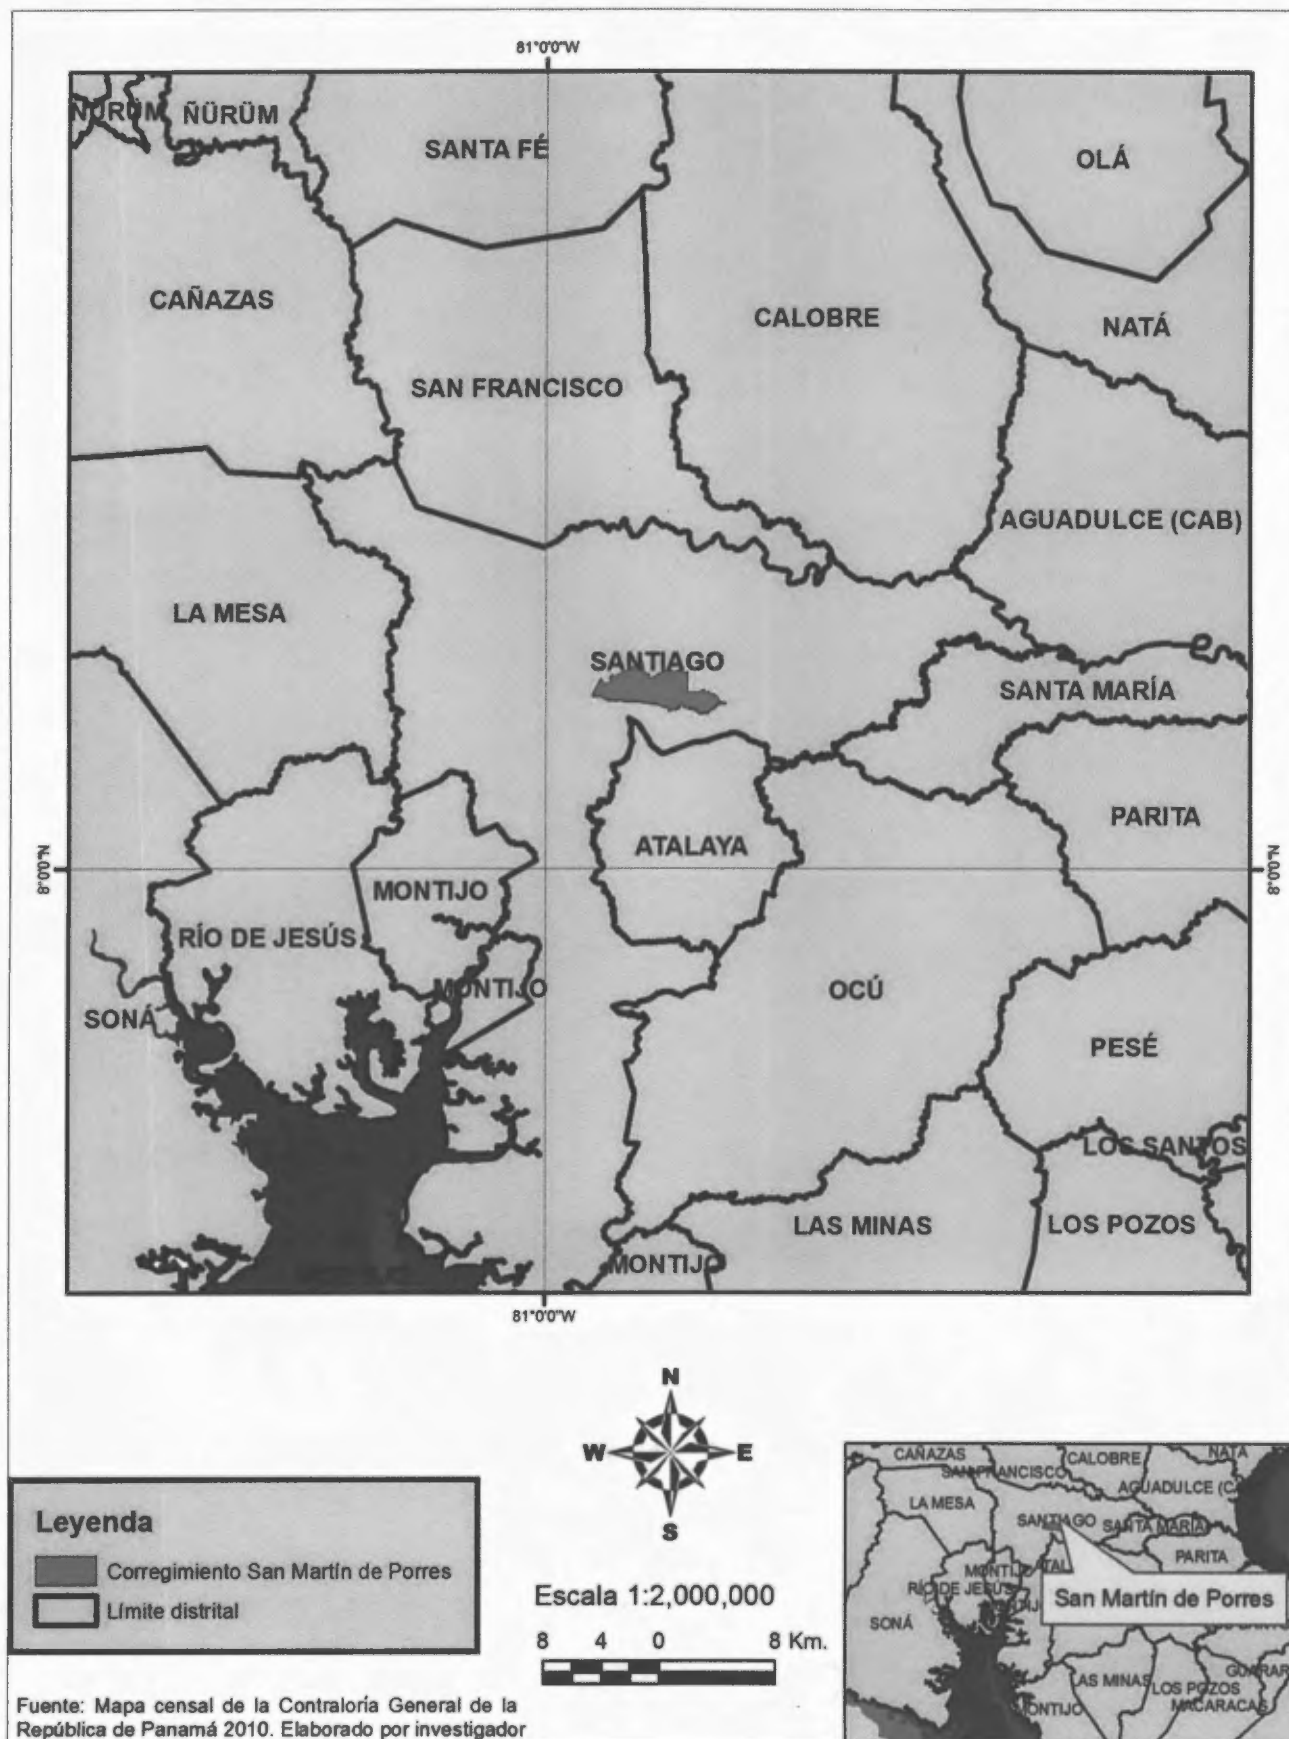 81°0'0"W
ÑÜRÜM
ÑÜRÜM
SANTA FÉ
OLÁ
CAÑAZAS
CALOBRE
NATÁ
SAN FRANCISCO
AGUADULCE (CAB)
LA MESA
SANTIAGO
SANTA MARÍA
PARITA
ATALAYA
8°0'0"N
8°0'0"N
MONTIJO
RÍO DE JESÚS
MONTIJO
OCÚ
SONÁ
PESÉ
LOS SANTOS
LAS MINAS
LOS POZOS
MONTIJO
81°0'0"W
N
W
E
S
Leyenda
Corregimiento San Martín de Porres
Límite distrital
Escala 1:2,000,000
8 4 0 8 Km.
CAÑAZAS
CALOBRE
NATÁ
SAN FRANCISCO
AGUADULCE
LA MESA
SANTIAGO
SANTA MARÍA
PARITA
MONTIJO
ATAL
RÍO DE JESÚS
San Martín de Porres
SONÁ
LAS MINAS
LOS POZOS
GUARAR
MACARACAS
MONTIJO
Fuente: Mapa censal de la Contraloría General de la
República de Panamá 2010. Elaborado por investigador